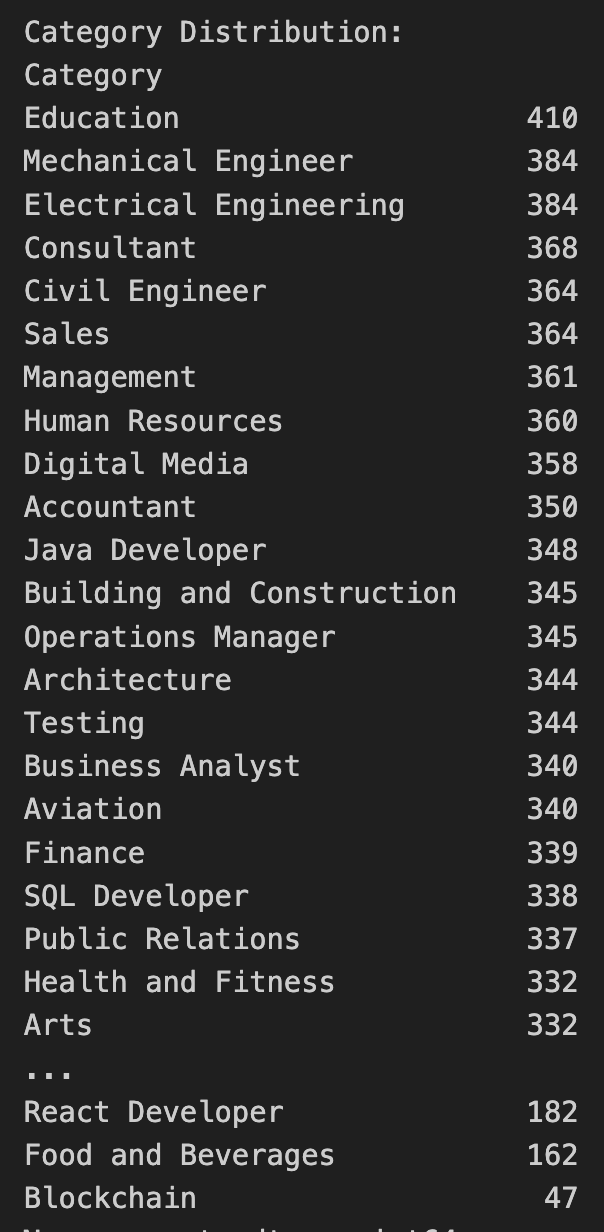 Category Distribution:
Category
Education 410
Mechanical Engineer 384
Electrical Engineering 384
Consultant 368
Civil Engineer 364
Sales 364
Management 361
Human Resources 360
Digital Media 358
Accountant 350
Java Developer 348
Building and Construction 345
Operations Manager 345
Architecture 344
Testing 344
Business Analyst 340
Aviation 340
Finance 339
SQL Developer 338
Public Relations 337
Health and Fitness 332
Arts 332
...
React Developer 182
Food and Beverages 162
Blockchain 47